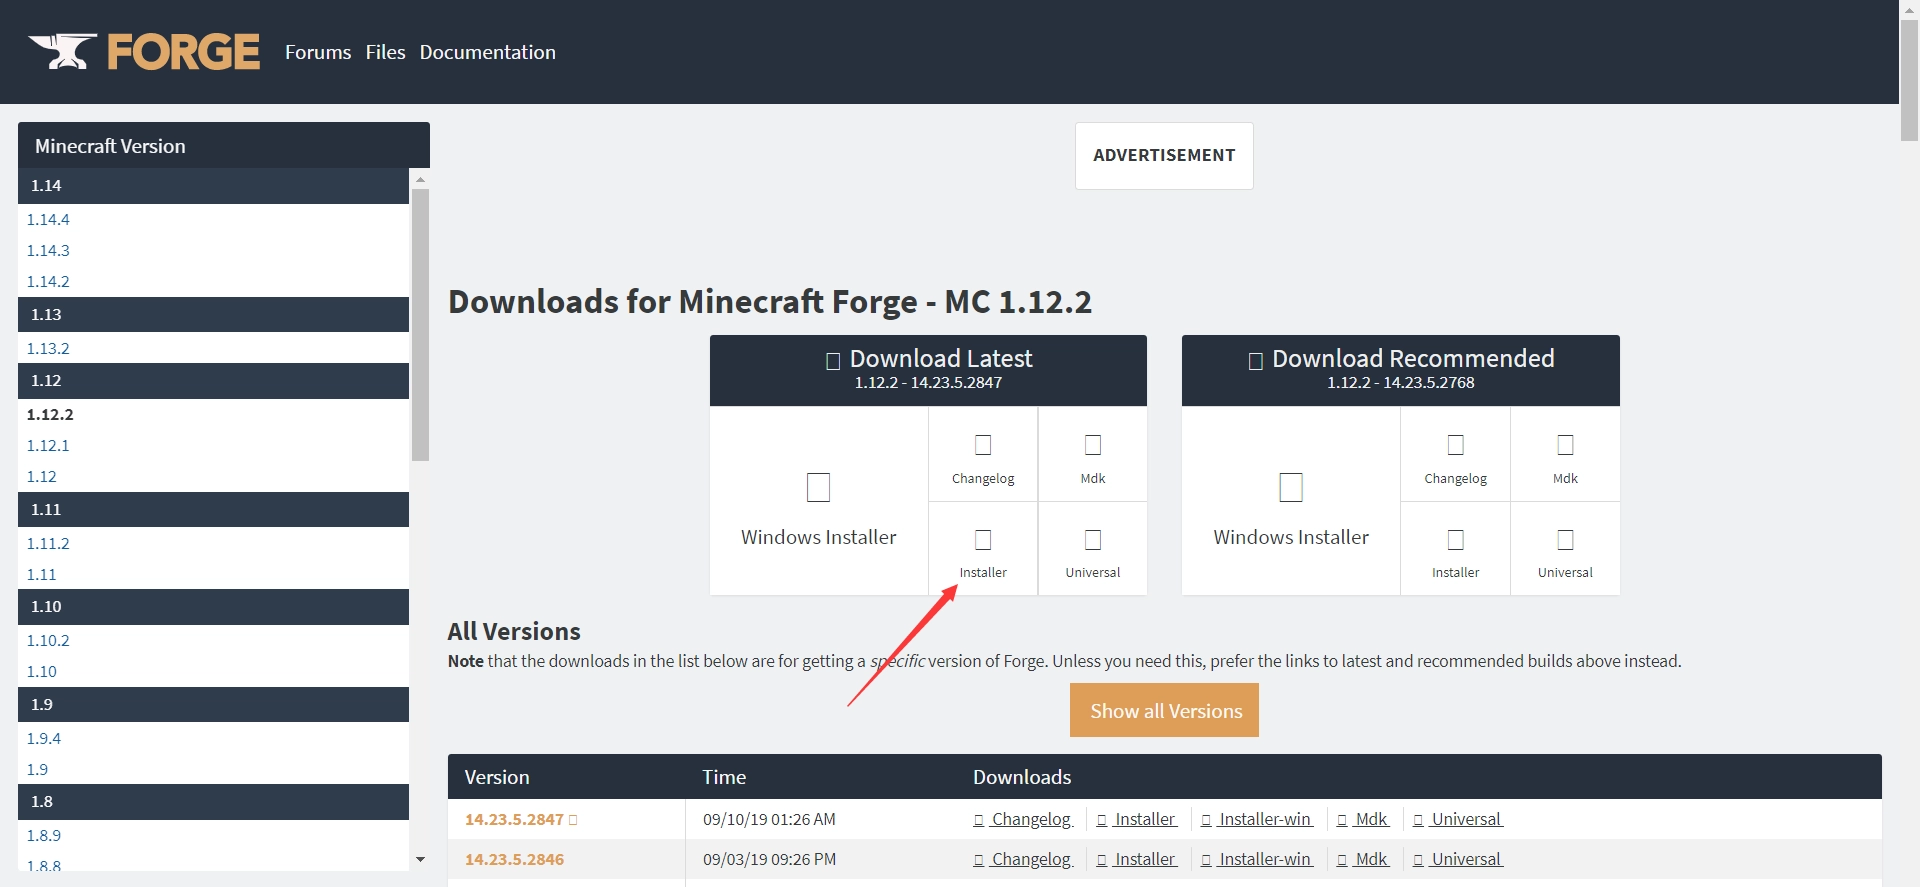 FORGE Forums Files Documentation
Minecraft Version
1.14
1.14.4
1.14.3
1.14.2
1.13
1.13.2
1.12
1.12.2
1.12.1
1.12
1.11
1.11.2
1.11
1.10
1.10.2
1.10
1.9
1.9.4
1.9
1.8
1.8.9
1.8.8
ADVERTISEMENT
Downloads for Minecraft Forge - MC 1.12.2
Download Latest
1.12.2 - 14.23.5.2847
Windows Installer
Changelog
Mdk
Installer
Universal
Download Recommended
1.12.2 - 14.23.5.2768
Windows Installer
Changelog
Mdk
Installer
Universal
All Versions
Note that the downloads in the list below are for getting a specific version of Forge. Unless you need this, prefer the links to latest and recommended builds above instead.
Show all Versions
Version Time Downloads
14.23.5.2847 09/10/19 01:26 AM Changelog Installer Installer-win Mdk Universal
14.23.5.2846 09/03/19 09:26 PM Changelog Installer Installer-win Mdk Universal